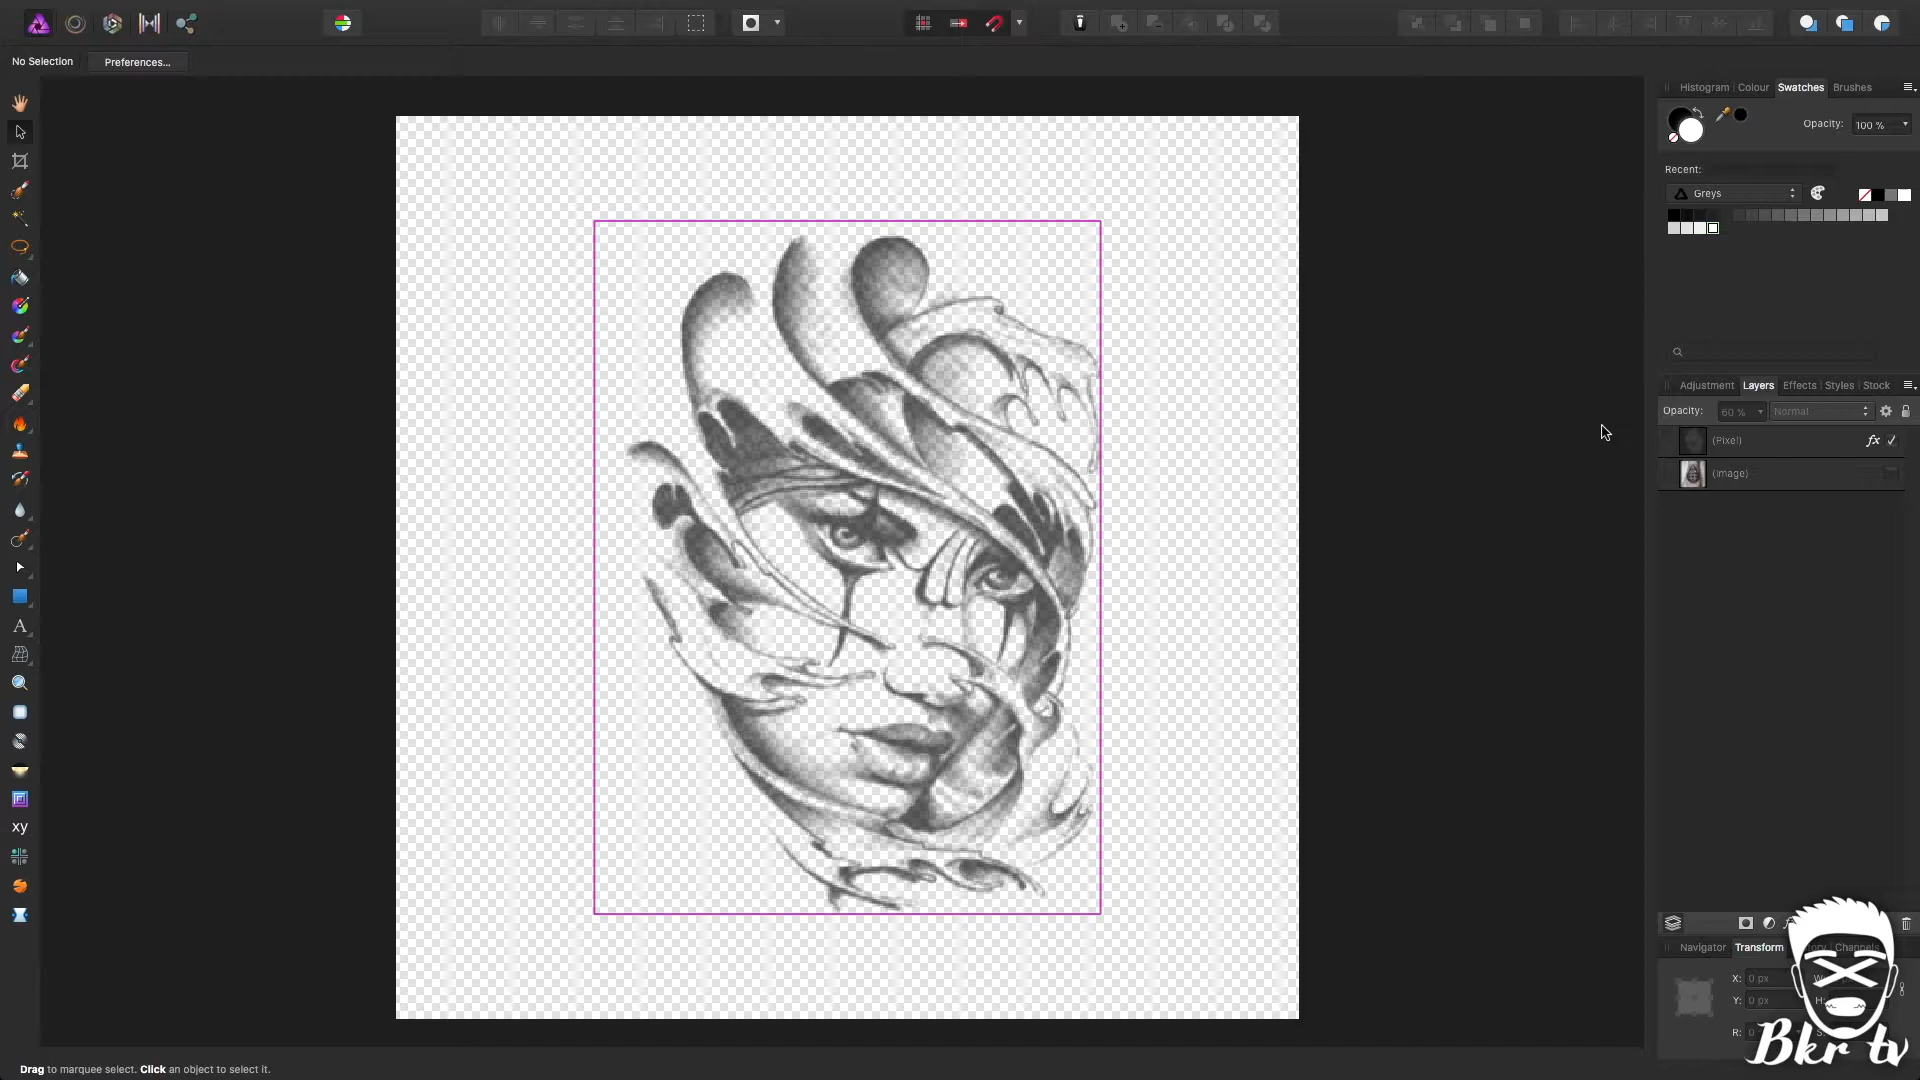 No Selection
Preferences...
Histogram Colour Swatches Brushes
Opacity: 100 %
Recent:
Greys
Adjustment Layers Effects Styles Stock
Opacity: 60 % Normal
(Pixel) fx
(Image)
Navigator Transform Channels
X: 0 px
Y: 0 px H:
R:
Bkr tv
A
xy
Drag to marquee select. Click an object to select it.